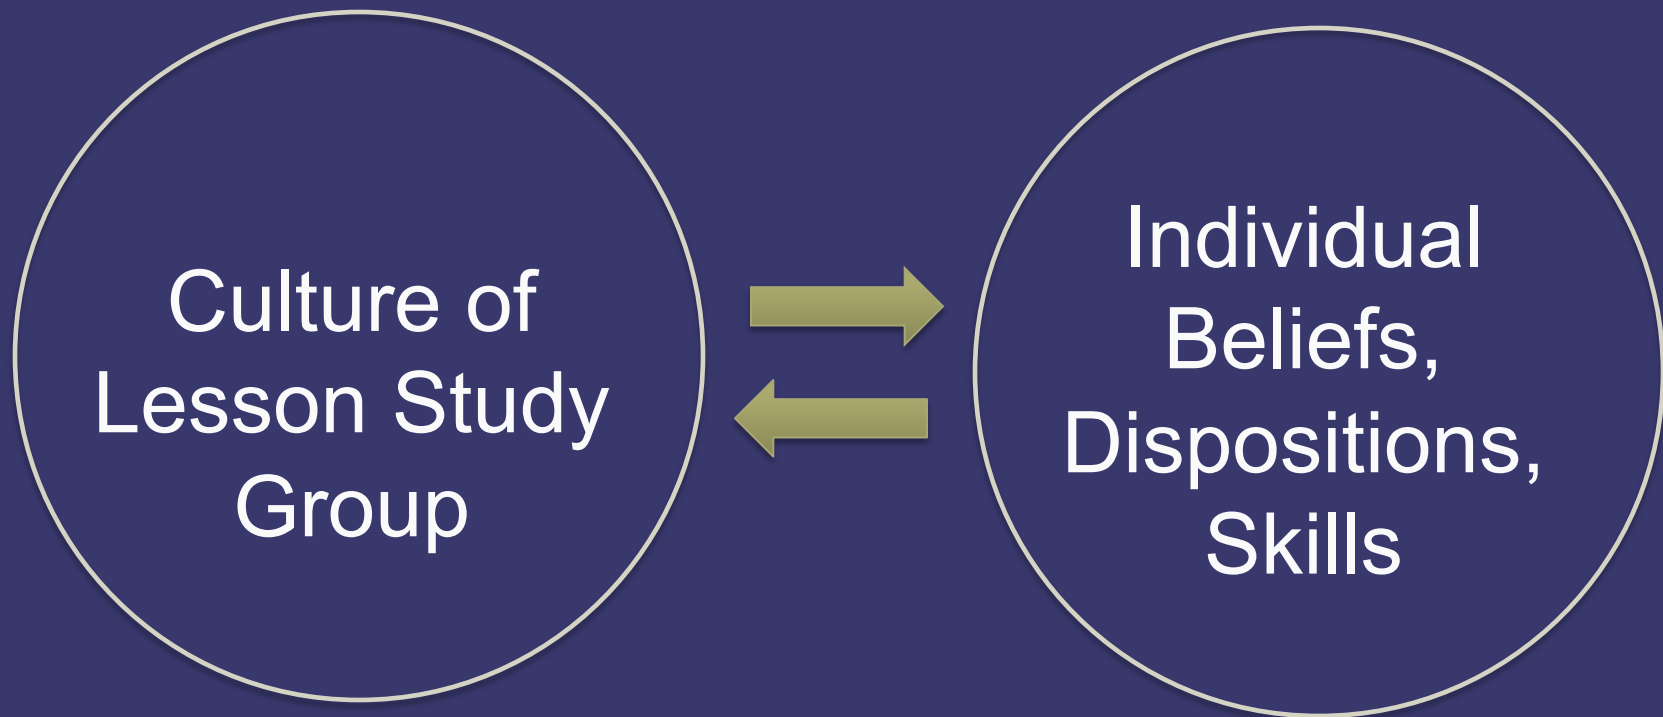 Culture of
Lesson Study
Group
Individual
Beliefs,
Dispositions,
Skills